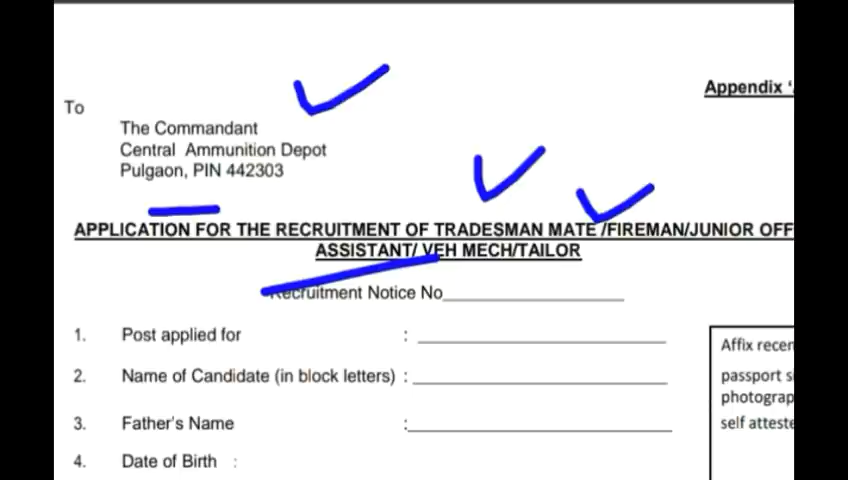 Appendix ‘
To
The Commandant
Central Ammunition Depot
Pulgaon, PIN 442303
APPLICATION FOR THE RECRUITMENT OF TRADESMAN MATE /FIREMAN/JUNIOR OFF
ASSISTANT/ VEH MECH/TAILOR
Recruitment Notice No
1. Post applied for :
2. Name of Candidate (in block letters) :
3. Father's Name :
4. Date of Birth :
Affix recen
passport s
photograp
self atteste